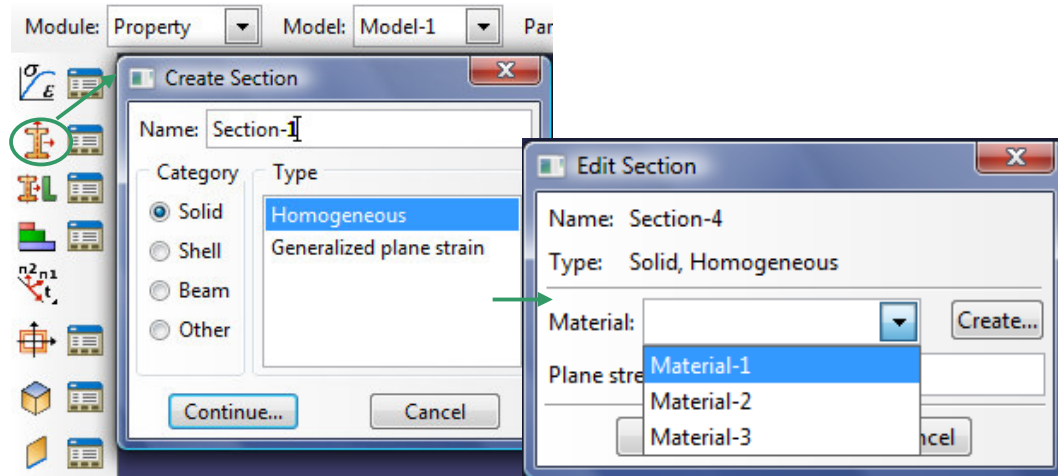 Module: Property Model: Model-1 Par
σ ε
Create Section
Name: Section-1
Category Type
Solid Homogeneous
Shell Generalized plane strain
Beam
Other
Continue... Cancel
n2 n1
t
Edit Section
Name: Section-4
Type: Solid, Homogeneous
Material: Create...
Plane stre
Material-1
Material-2
Material-3
ncel